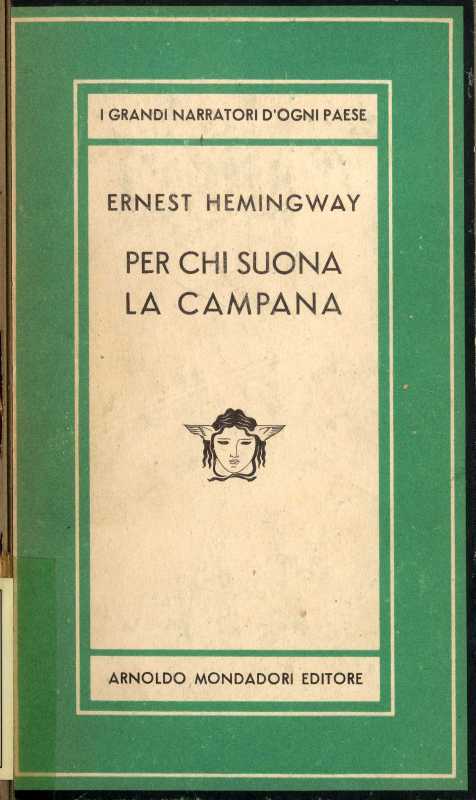 I GRANDI NARRATORI D'OGNI PAESE
ERNEST HEMINGWAY
PER CHI SUONA
LA CAMPANA
ARNOLDO MONDADORI EDITORE